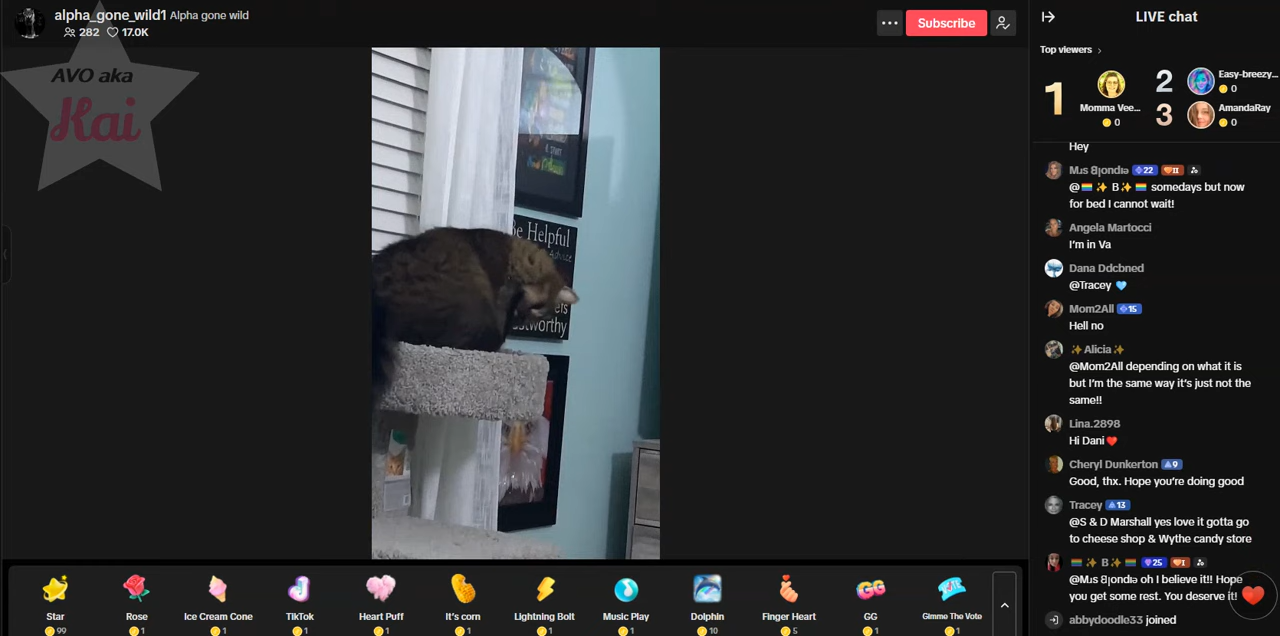 alpha_gone_wild1 Alpha gone wild
282 17.0K
Subscribe
AVO aka
Kai
Be Helpful
LIVE chat
Top viewers
1 Momma Vee... 0
2 Easy-breezy... 0
3 AmandaRay 0
Hey
22 II
@🏳️‍🌈 ✨ B✨ 🏳️‍🌈 somedays but now
for bed I cannot wait!
Angela Martocci
I'm in Va
Dana Ddcbned
@Tracey 🩵
Mom2All 15
Hell no
✨Alicia✨
@Mom2All depending on what it is
but I'm the same way it's just not the
same!!
Lina.2898
Hi Dani❤️
Cheryl Dunkerton 9
Good, thx. Hope you're doing good
Tracey 13
@S & D Marshall yes love it gotta go
to cheese shop & Wythe candy store
🏳️‍🌈 ✨ B✨ 🏳️‍🌈 25 I
@Mɹs ᗺʅondıǝ oh I believe it!! Hope
you get some rest. You deserve it!
abbydoodle33 joined
Star
99
Rose
1
Ice Cream Cone
1
TikTok
1
Heart Puff
1
It's corn
1
Lightning Bolt
1
Music Play
1
Dolphin
10
Finger Heart
5
GG
1
Gimme The Vote
1